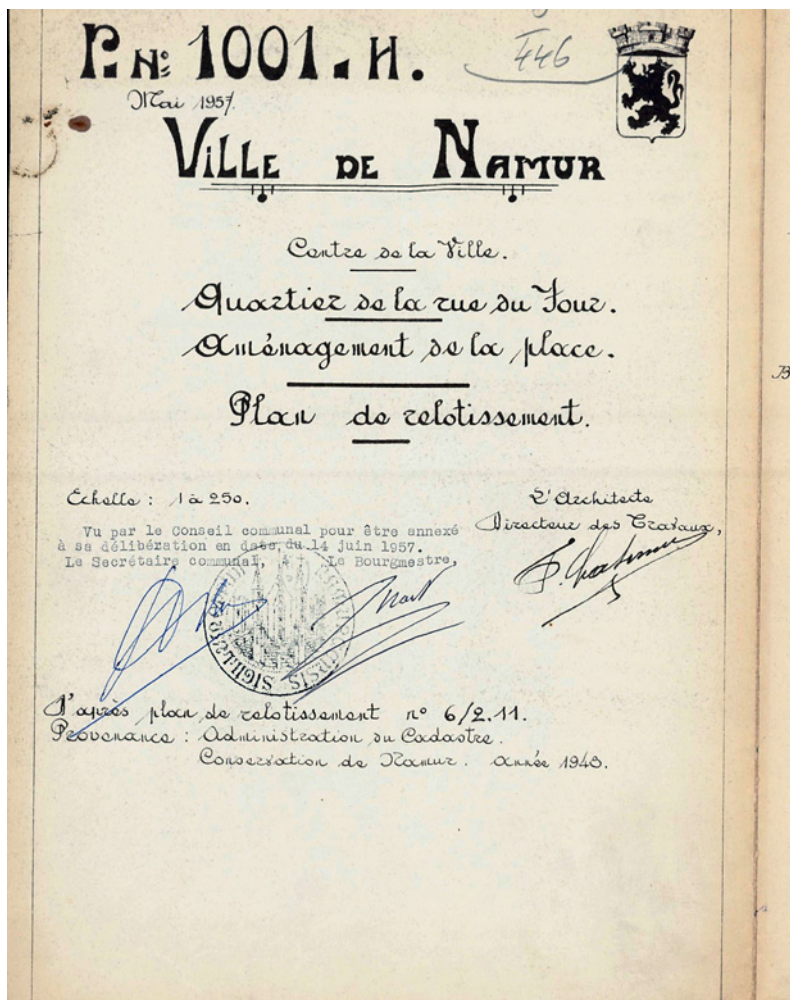 P. N° 1001. H.
446
Mai 1957.
VILLE DE NAMUR
Centre de la Ville.
Quartier de la rue du Four.
Aménagement de la place.
Plan de relotissement.
Échelle : 1 à 250.
L'Architecte
Directeur des Travaux,
Vu par le Conseil communal pour être annexé
à sa délibération en date, du 14 juin 1957.
Le Secrétaire communal, Le Bourgmestre,
SIGILLUM
D'après plan de relotissement n° 6/2.11.
Provenance : Administration du Cadastre.
Conservation de Namur. Année 1948.